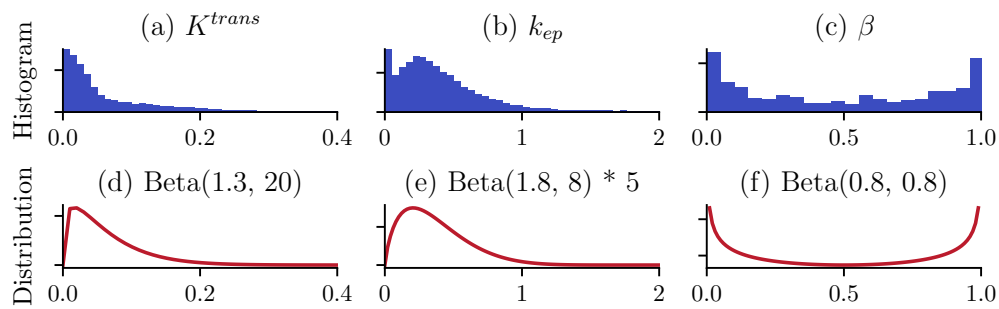 (a) K^{trans}
(b) k_{ep}
(c) β
Histogram
0.0 0.2 0.4
0 1 2
0.0 0.5 1.0
(d) Beta(1.3, 20)
(e) Beta(1.8, 8) * 5
(f) Beta(0.8, 0.8)
Distribution
0.0 0.2 0.4
0 1 2
0.0 0.5 1.0